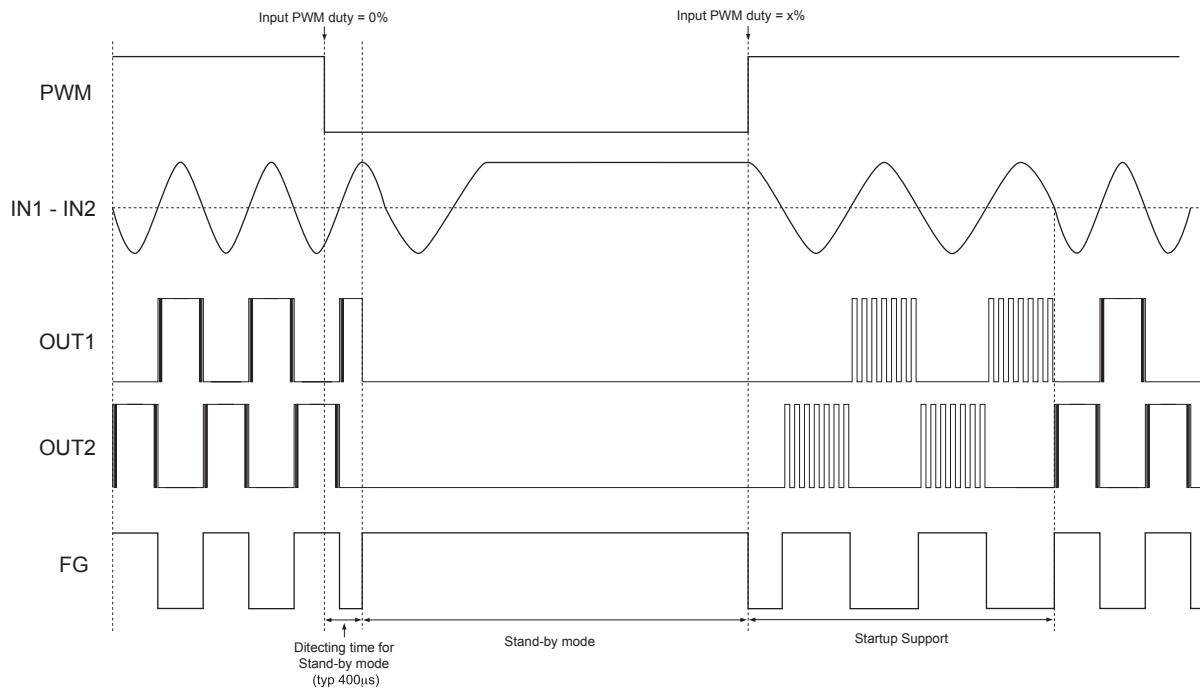 Input PWM duty = 0%
Input PWM duty = x%
PWM
IN1 - IN2
OUT1
OUT2
FG
Ditecting time for
Stand-by mode
(typ 400μs)
Stand-by mode
Startup Support